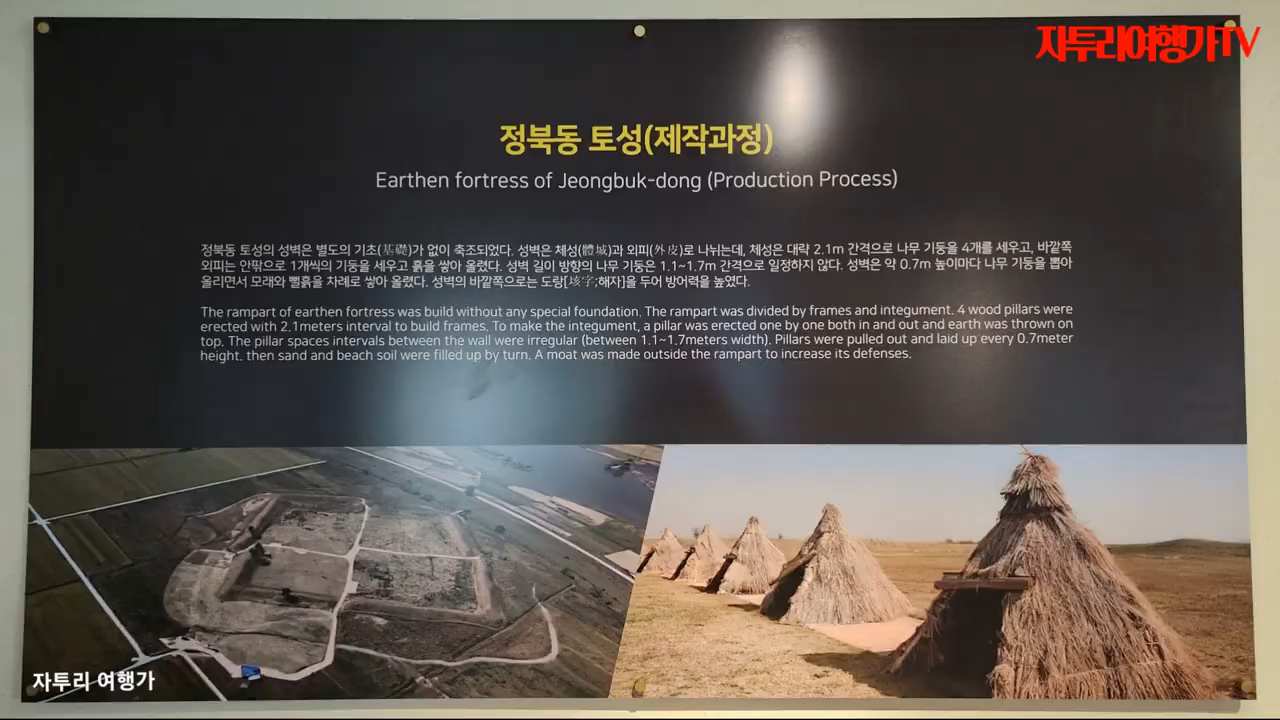 자투리여행가TV
정북동 토성(제작과정)
Earthen fortress of Jeongbuk-dong (Production Process)
정북동 토성의 성벽은 별도의 기초(基礎)가 없이 축조되었다. 성벽은 체성(體城)과 외피(外皮)로 나뉘는데, 체성은 대략 2.1m 간격으로 나무 기둥을 4개를 세우고, 바깥쪽
외피는 안팎으로 1개씩의 기둥을 세우고 흙을 쌓아 올렸다. 성벽 길이 방향의 나무 기둥은 1.1~1.7m 간격으로 일정하지 않다. 성벽은 약 0.7m 높이마다 나무 기둥을 뽑아
올리면서 모래와 뻘흙을 차례로 쌓아 올렸다. 성벽의 바깥쪽으로는 도랑[垓字;해자]을 두어 방어력을 높였다.
The rampart of earthen fortress was build without any special foundation. The rampart was divided by frames and integument. 4 wood pillars were
erected with 2.1meters interval to build frames. To make the integument, a pillar was erected one by one both in and out and earth was thrown on
top. The pillar spaces intervals between the wall were irregular (between 1.1~1.7meters width). Pillars were pulled out and laid up every 0.7meter
height. then sand and beach soil were filled up by turn. A moat was made outside the rampart to increase its defenses.
자투리 여행가